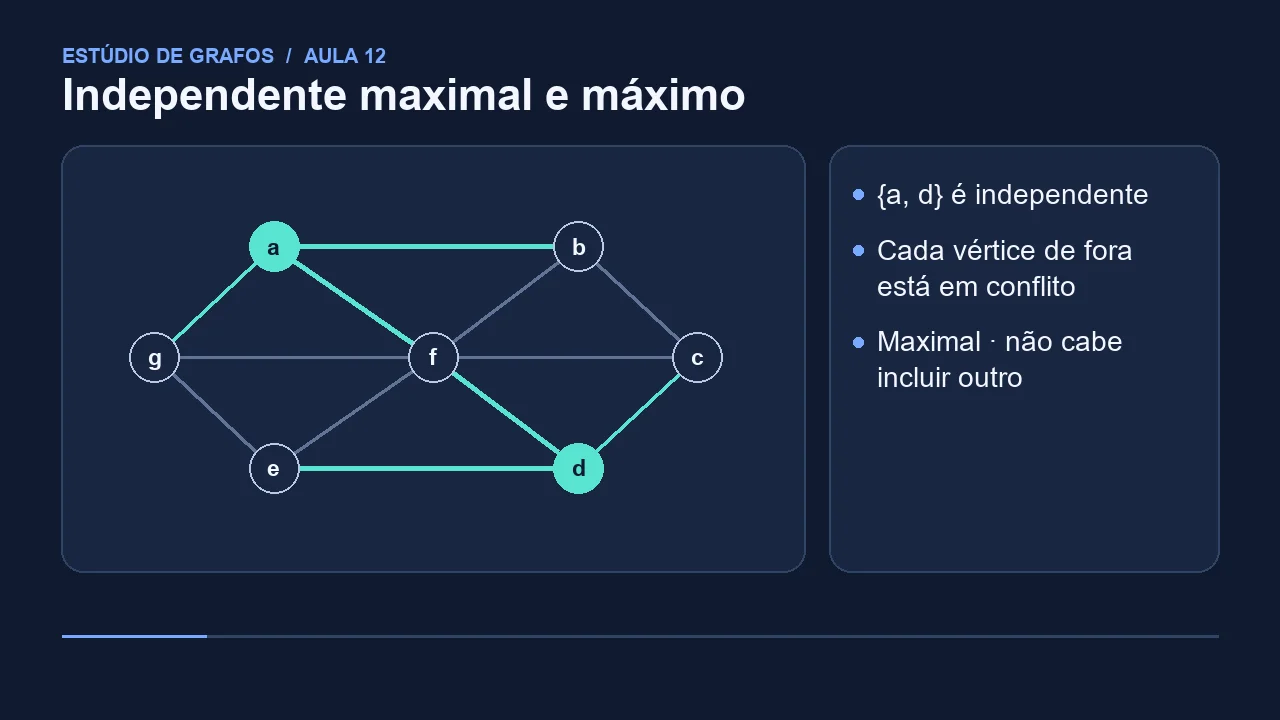 ESTÚDIO DE GRAFOS / AULA 12
Independente maximal e máximo
a
b
g
f
c
e
d
{a, d} é independente
Cada vértice de fora
está em conflito
Maximal · não cabe
incluir outro